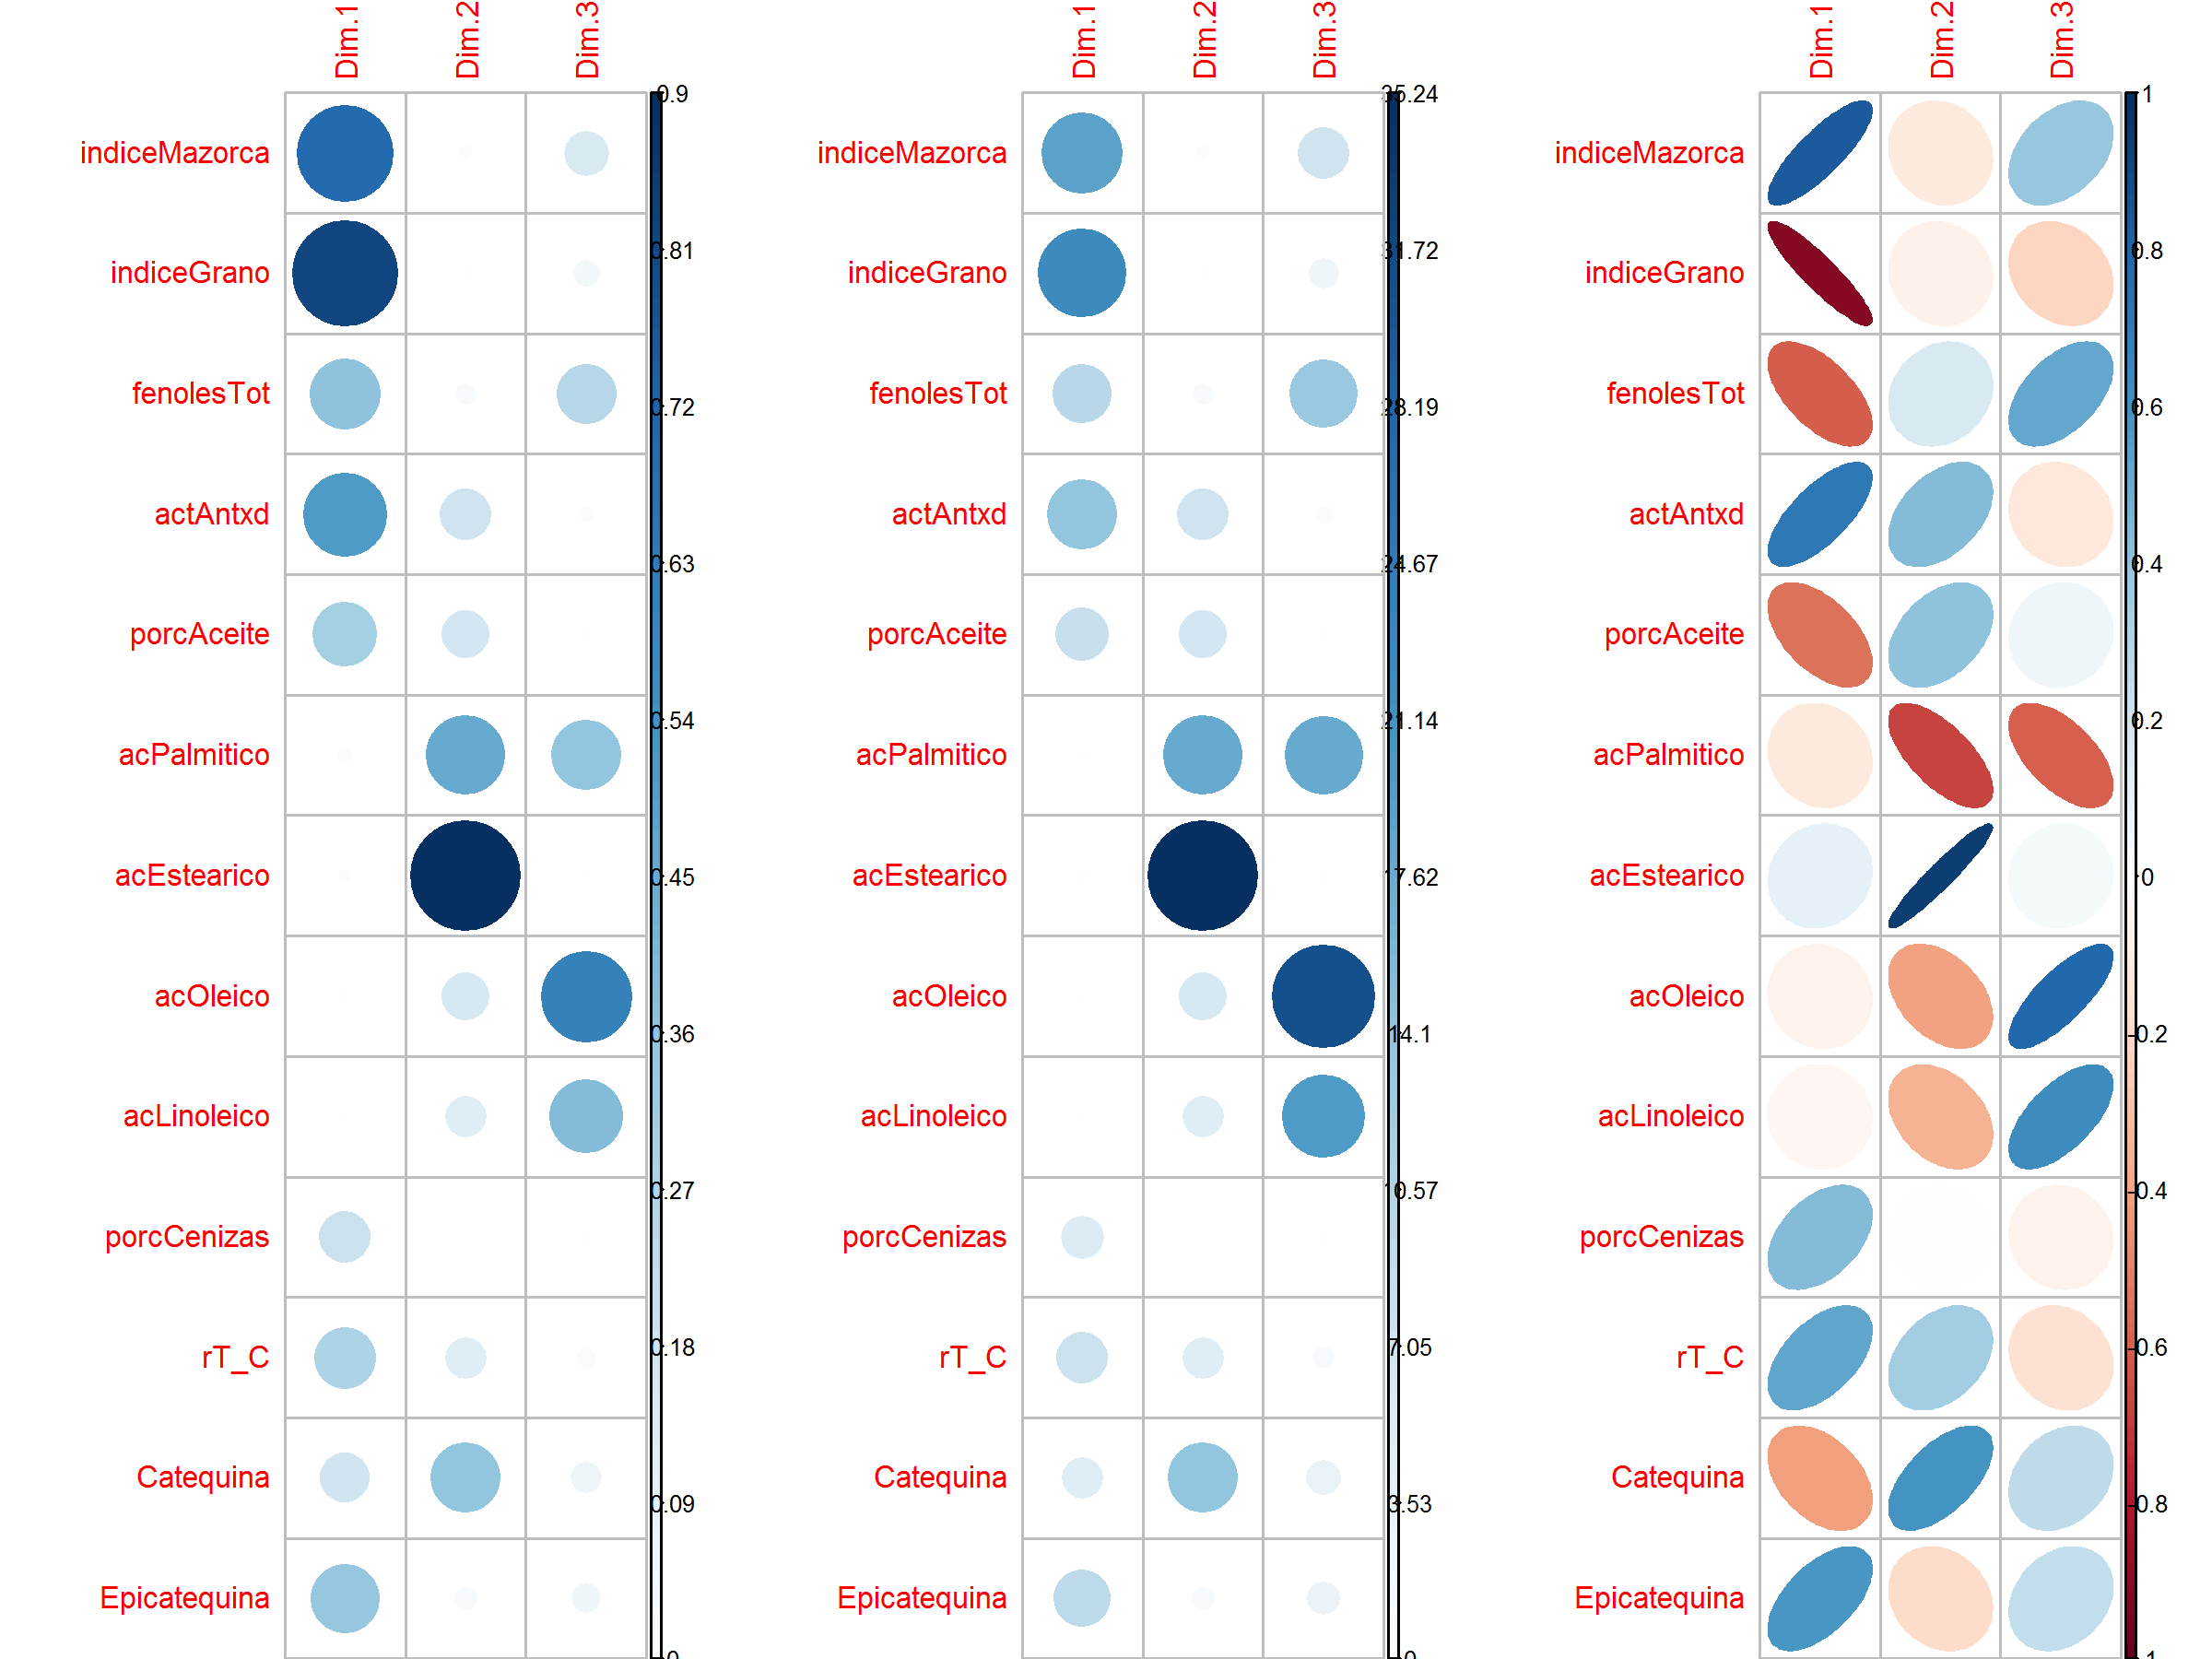 Dim.1 Dim.2 Dim.3
indiceMazorca
indiceGrano
fenolesTot
actAntxd
porcAceite
acPalmitico
acEstearico
acOleico
acLinoleico
porcCenizas
rT_C
Catequina
Epicatequina
0.9
0.81
0.72
0.63
0.54
0.45
0.36
0.27
0.18
0.09
0
Dim.1 Dim.2 Dim.3
indiceMazorca
indiceGrano
fenolesTot
actAntxd
porcAceite
acPalmitico
acEstearico
acOleico
acLinoleico
porcCenizas
rT_C
Catequina
Epicatequina
35.24
31.72
28.19
24.67
21.14
17.62
14.1
10.57
7.05
3.53
0
Dim.1 Dim.2 Dim.3
indiceMazorca
indiceGrano
fenolesTot
actAntxd
porcAceite
acPalmitico
acEstearico
acOleico
acLinoleico
porcCenizas
rT_C
Catequina
Epicatequina
1
0.8
0.6
0.4
0.2
0
-0.2
-0.4
-0.6
-0.8
-1